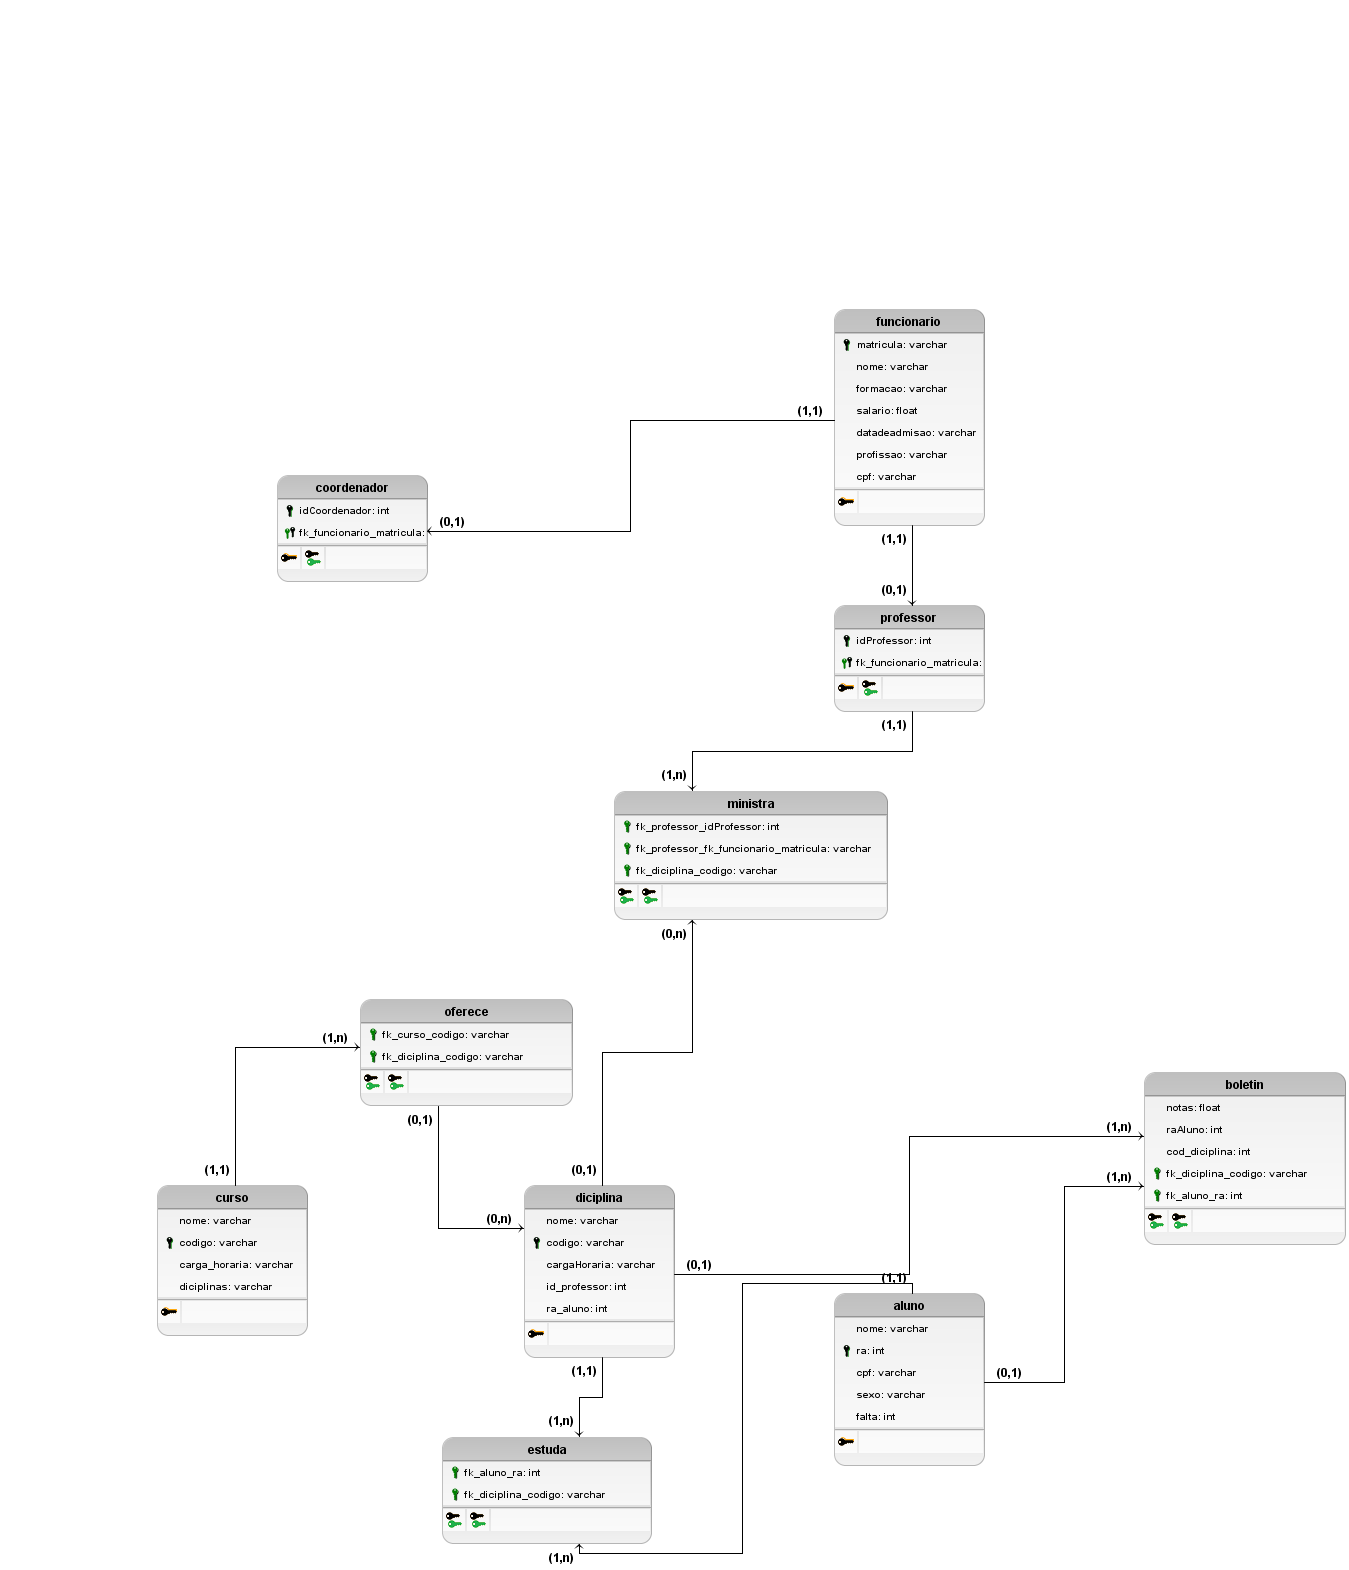 funcionario
matricula: varchar
nome: varchar
formacao: varchar
salario: float
datadeadmisao: varchar
profissao: varchar
cpf: varchar
(1,1)
coordenador
idCoordenador: int
fk_funcionario_matricula:
(0,1)
(1,1)
(0,1)
professor
idProfessor: int
fk_funcionario_matricula:
(1,1)
(1,n)
ministra
fk_professor_idProfessor: int
fk_professor_fk_funcionario_matricula: varchar
fk_diciplina_codigo: varchar
(0,n)
oferece
fk_curso_codigo: varchar
fk_diciplina_codigo: varchar
(1,n)
(0,1)
(1,1)
(0,1)
(0,n)
curso
nome: varchar
codigo: varchar
carga_horaria: varchar
diciplinas: varchar
diciplina
nome: varchar
codigo: varchar
cargaHoraria: varchar
id_professor: int
ra_aluno: int
(0,1)
(1,1)
boletin
notas: float
raAluno: int
cod_diciplina: int
fk_diciplina_codigo: varchar
fk_aluno_ra: int
(1,n)
(1,n)
(1,1)
aluno
nome: varchar
ra: int
cpf: varchar
sexo: varchar
falta: int
(0,1)
(1,n)
estuda
fk_aluno_ra: int
fk_diciplina_codigo: varchar
(1,n)